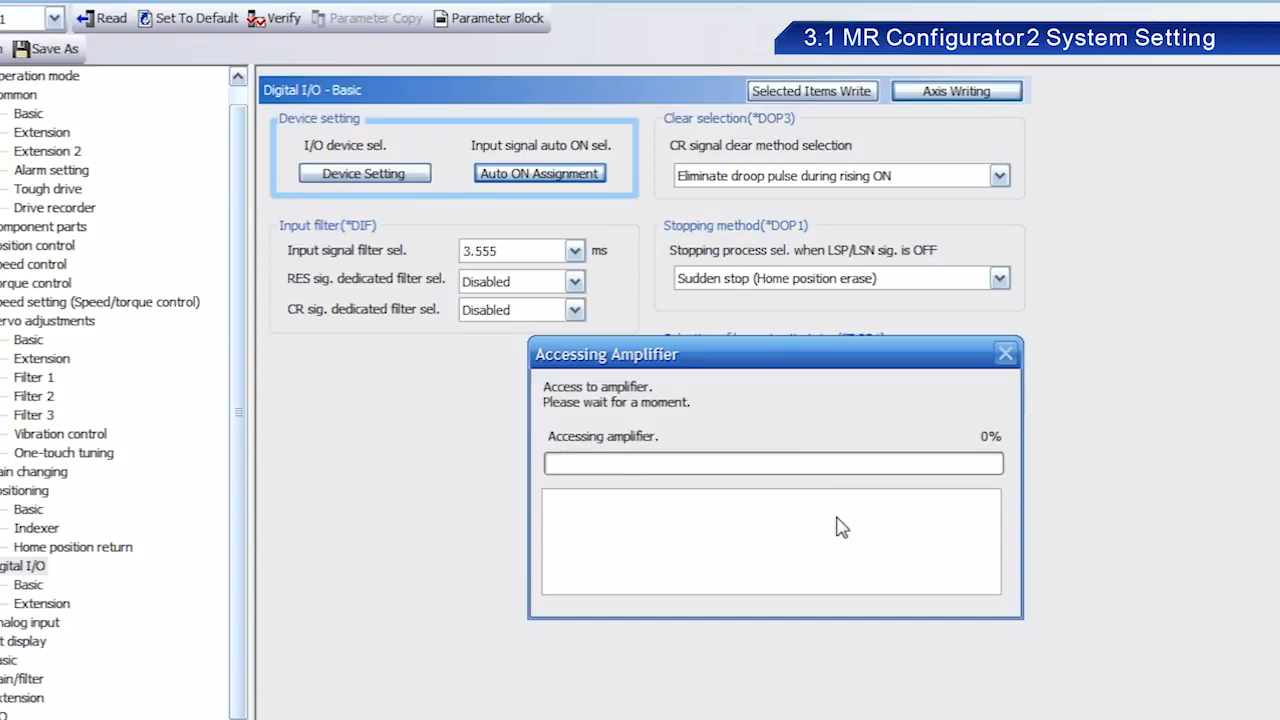 1 Read Set To Default Verify Parameter Copy Parameter Block
3.1 MR Configurator2 System Setting
Save As
peration mode
ommon
Basic
Extension
Extension 2
Alarm setting
Tough drive
Drive recorder
omponent parts
osition control
peed control
orque control
peed setting (Speed/torque control)
ervo adjustments
Basic
Extension
Filter 1
Filter 2
Filter 3
Vibration control
One-touch tuning
ain changing
ositioning
Basic
Indexer
Home position return
igital I/O
Basic
Extension
nalog input
t display
asic
ain/filter
xtension
/O
Digital I/O - Basic
Selected Items Write
Axis Writing
Device setting
I/O device sel.
Input signal auto ON sel.
Device Setting
Auto ON Assignment
Clear selection(*DOP3)
CR signal clear method selection
Eliminate droop pulse during rising ON
Input filter(*DIF)
Input signal filter sel. 3.555 ms
RES sig. dedicated filter sel. Disabled
CR sig. dedicated filter sel. Disabled
Stopping method(*DOP1)
Stopping process sel. when LSP/LSN sig. is OFF
Sudden stop (Home position erase)
Accessing Amplifier
Access to amplifier.
Please wait for a moment.
Accessing amplifier. 0%